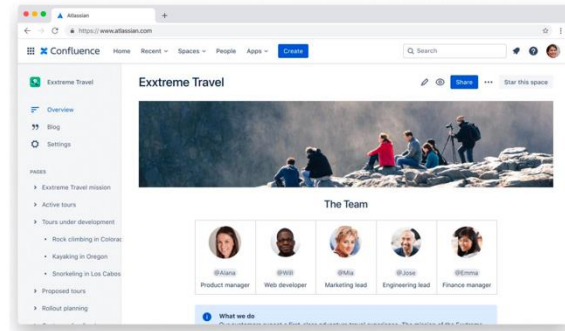 Atlassian
https://www.atlassian.com
Confluence Home Recent Spaces People Apps Create Search
Exxtreme Travel
Overview
Blog
Settings
PAGES
Exxtreme Travel mission
Active tours
Tours under development
Rock climbing in Colorac
Kayaking in Oregon
Snorkeling in Los Cabos
Proposed tours
Rollout planning
Exxtreme Travel
Share Star this space
The Team
@Alana @Will @Mia @Jose @Emma
Product manager Web developer Marketing lead Engineering lead Finance manager
What we do